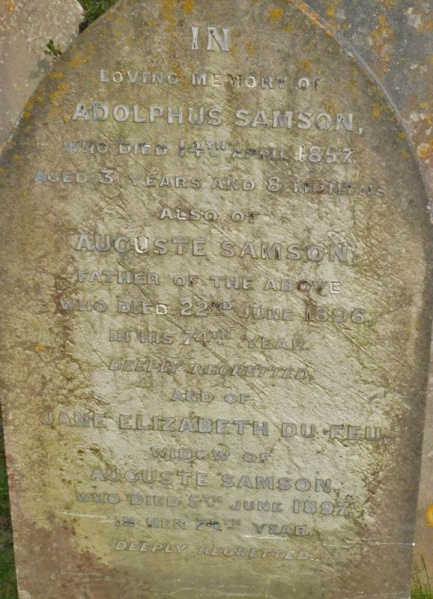 IN
LOVING MEMORY OF
ADOLPHUS SAMSON,
WHO DIED 14TH APRIL 1857.
AGED 3 YEARS AND 8 MONTHS
ALSO OF
AUGUSTE SAMSON,
FATHER OF THE ABOVE
WHO DIED 22ND JUNE 1896,
IN HIS 74TH YEAR.
DEEPLY REGRETTED.
AND OF
JANE ELIZABETH DU FEU,
WIDOW OF
AUGUSTE SAMSON,
WHO DIED 5TH JUNE 1897.
IN HER YEAR.
DEEPLY REGRETTED.